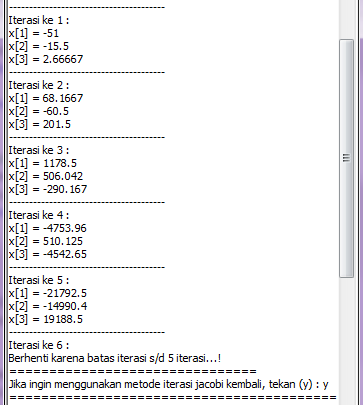 ----------------------------------------
Iterasi ke 1 :
x[1] = -51
x[2] = -15.5
x[3] = 2.66667
----------------------------------------
Iterasi ke 2 :
x[1] = 68.1667
x[2] = -60.5
x[3] = 201.5
----------------------------------------
Iterasi ke 3 :
x[1] = 1178.5
x[2] = 506.042
x[3] = -290.167
----------------------------------------
Iterasi ke 4 :
x[1] = -4753.96
x[2] = 510.125
x[3] = -4542.65
----------------------------------------
Iterasi ke 5 :
x[1] = -21792.5
x[2] = -14990.4
x[3] = 19188.5
----------------------------------------
Iterasi ke 6 :
Berhenti karena batas iterasi s/d 5 iterasi...!
===============================
Jika ingin menggunakan metode iterasi jacobi kembali, tekan (y) : y
=========================================